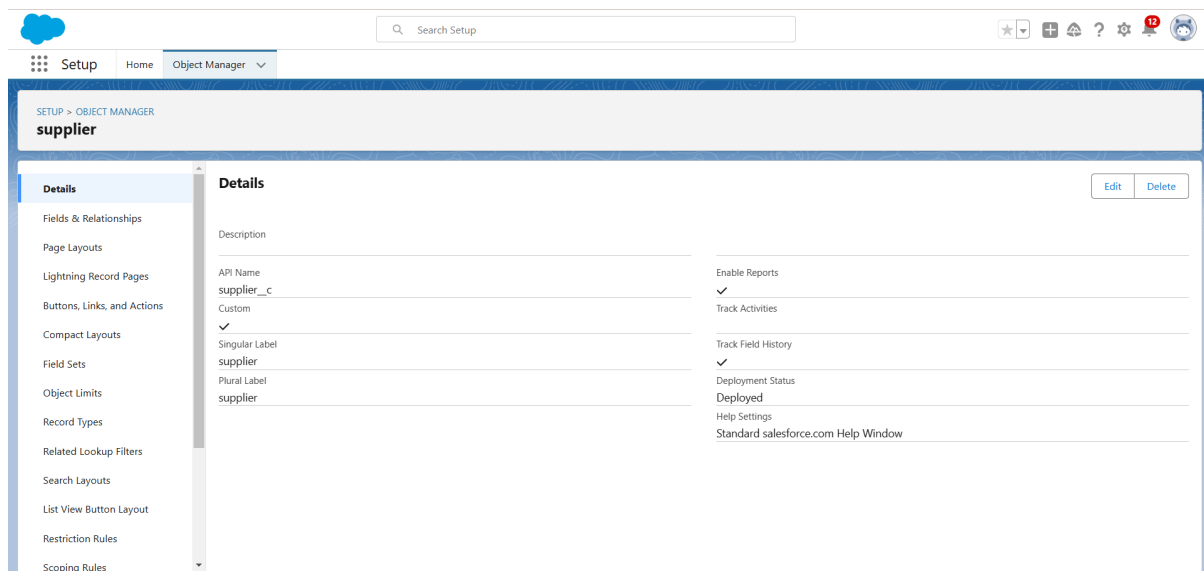 Search Setup
12
Setup
Home
Object Manager
SETUP > OBJECT MANAGER
supplier
Details
Fields & Relationships
Page Layouts
Lightning Record Pages
Buttons, Links, and Actions
Compact Layouts
Field Sets
Object Limits
Record Types
Related Lookup Filters
Search Layouts
List View Button Layout
Restriction Rules
Scoping Rules
Details
Edit
Delete
Description
API Name
supplier__c
Custom
Singular Label
supplier
Plural Label
supplier
Enable Reports
Track Activities
Track Field History
Deployment Status
Deployed
Help Settings
Standard salesforce.com Help Window